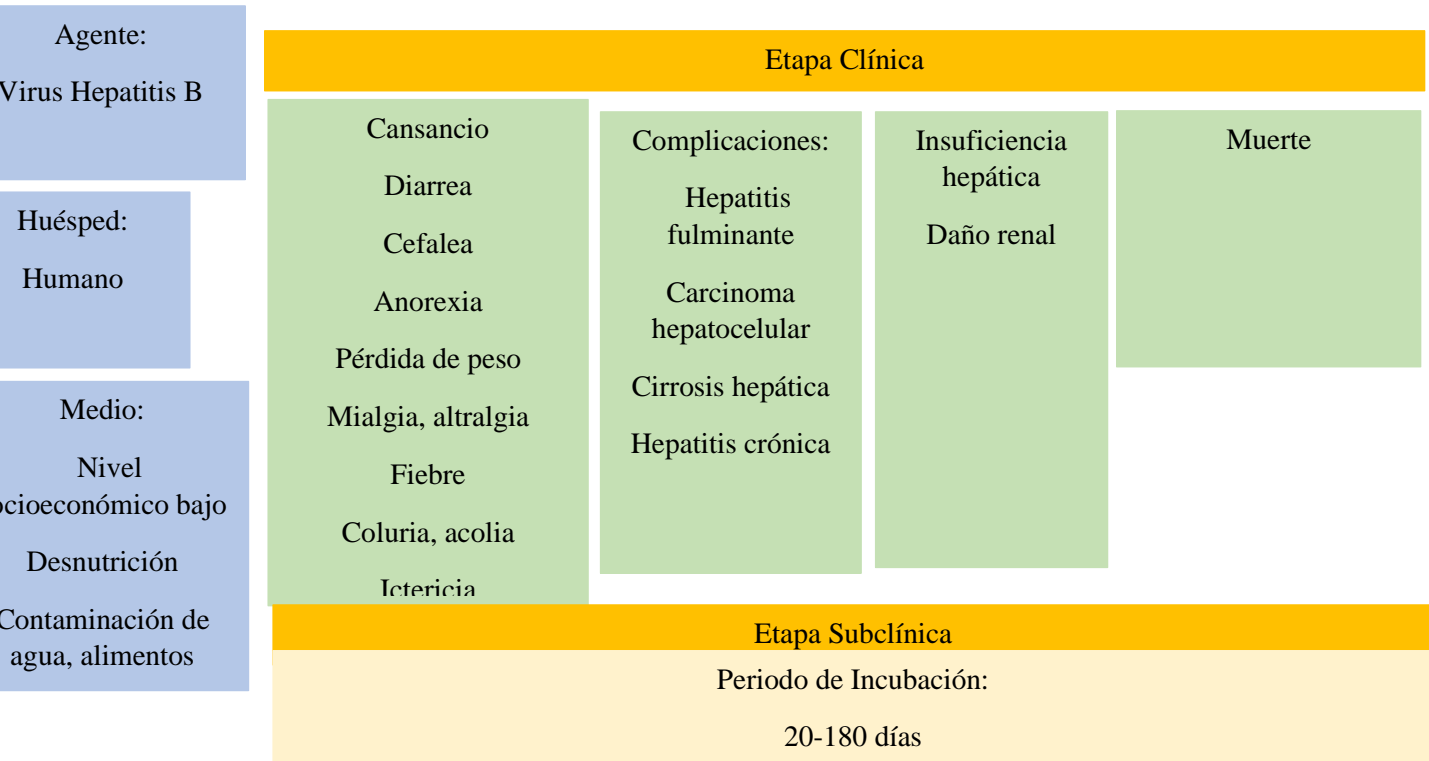 Agente:
Virus Hepatitis B
Huésped:
Humano
Medio:
Nivel
ocioeconómico bajo
Desnutrición
Contaminación de
agua, alimentos
Etapa Clínica
Cansancio
Diarrea
Cefalea
Anorexia
Pérdida de peso
Mialgia, altralgia
Fiebre
Coluria, acolia
Ictericia
Complicaciones:
Hepatitis
fulminante
Carcinoma
hepatocelular
Cirrosis hepática
Hepatitis crónica
Insuficiencia
hepática
Daño renal
Muerte
Etapa Subclínica
Periodo de Incubación:
20-180 días